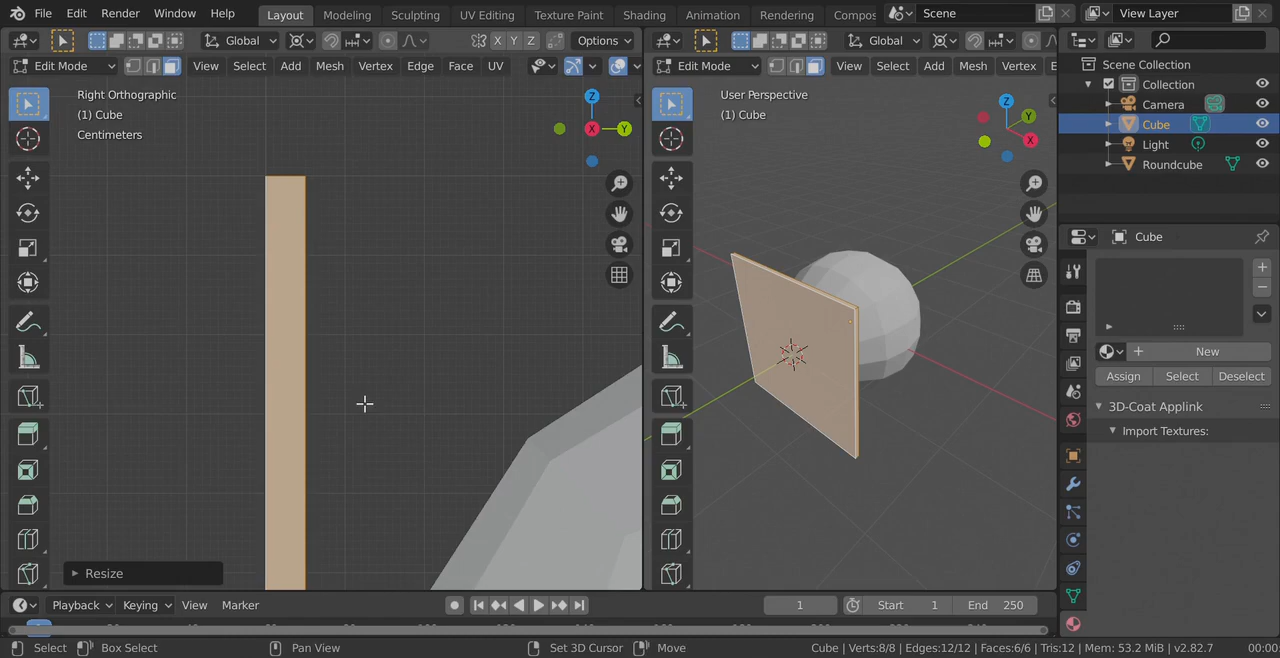 File Edit Render Window Help Layout Modeling Sculpting UV Editing Texture Paint Shading Animation Rendering Compos Scene View Layer
Global X Y Z Options Global
Edit Mode View Select Add Mesh Vertex Edge Face UV Edit Mode View Select Add Mesh Vertex E
Right Orthographic
(1) Cube
Centimeters
Z
X
Y
User Perspective
(1) Cube
Z
Y
X
Resize
Scene Collection
Collection
Camera
Cube
Light
Roundcube
Cube
New
Assign Select Deselect
3D-Coat Applink
Import Textures:
Playback Keying View Marker 1 Start 1 End 250
Select Box Select Pan View Set 3D Cursor Move Cube | Verts:8/8 | Edges:12/12 | Faces:6/6 | Tris:12 | Mem: 53.2 MiB | v2.82.7 00:00